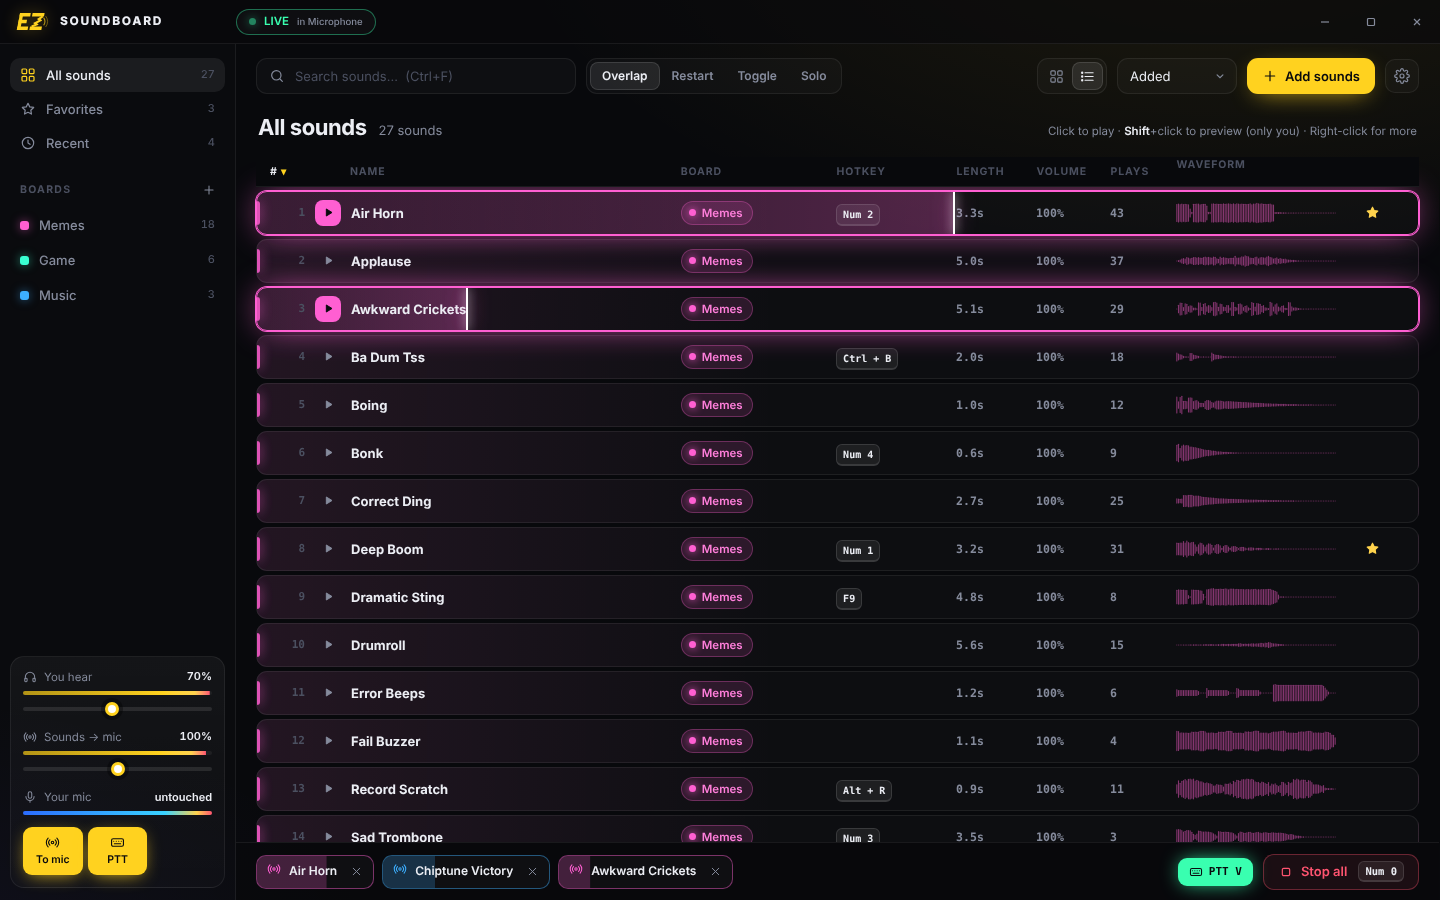 EZ SOUNDBOARD
LIVE in Microphone
All sounds 27
Favorites 3
Recent 4
BOARDS
Memes 18
Game 6
Music 3
You hear 70%
Sounds → mic 100%
Your mic untouched
To mic PTT
Search sounds... (Ctrl+F)
Overlap Restart Toggle Solo
Added
Add sounds
All sounds 27 sounds
Click to play · Shift+click to preview (only you) · Right-click for more
# ▼ NAME BOARD HOTKEY LENGTH VOLUME PLAYS WAVEFORM
1 Air Horn Memes Num 2 3.3s 100% 43
2 Applause Memes 5.0s 100% 37
3 Awkward Crickets Memes 5.1s 100% 29
4 Ba Dum Tss Memes Ctrl + B 2.0s 100% 18
5 Boing Memes 1.0s 100% 12
6 Bonk Memes Num 4 0.6s 100% 9
7 Correct Ding Memes 2.7s 100% 25
8 Deep Boom Memes Num 1 3.2s 100% 31
9 Dramatic Sting Memes F9 4.8s 100% 8
10 Drumroll Memes 5.6s 100% 15
11 Error Beeps Memes 1.2s 100% 6
12 Fail Buzzer Memes 1.1s 100% 4
13 Record Scratch Memes Alt + R 0.9s 100% 11
14 Sad Trombone Memes Num 3 3.5s 100% 3
Air Horn Chiptune Victory Awkward Crickets
PTT V Stop all Num 0